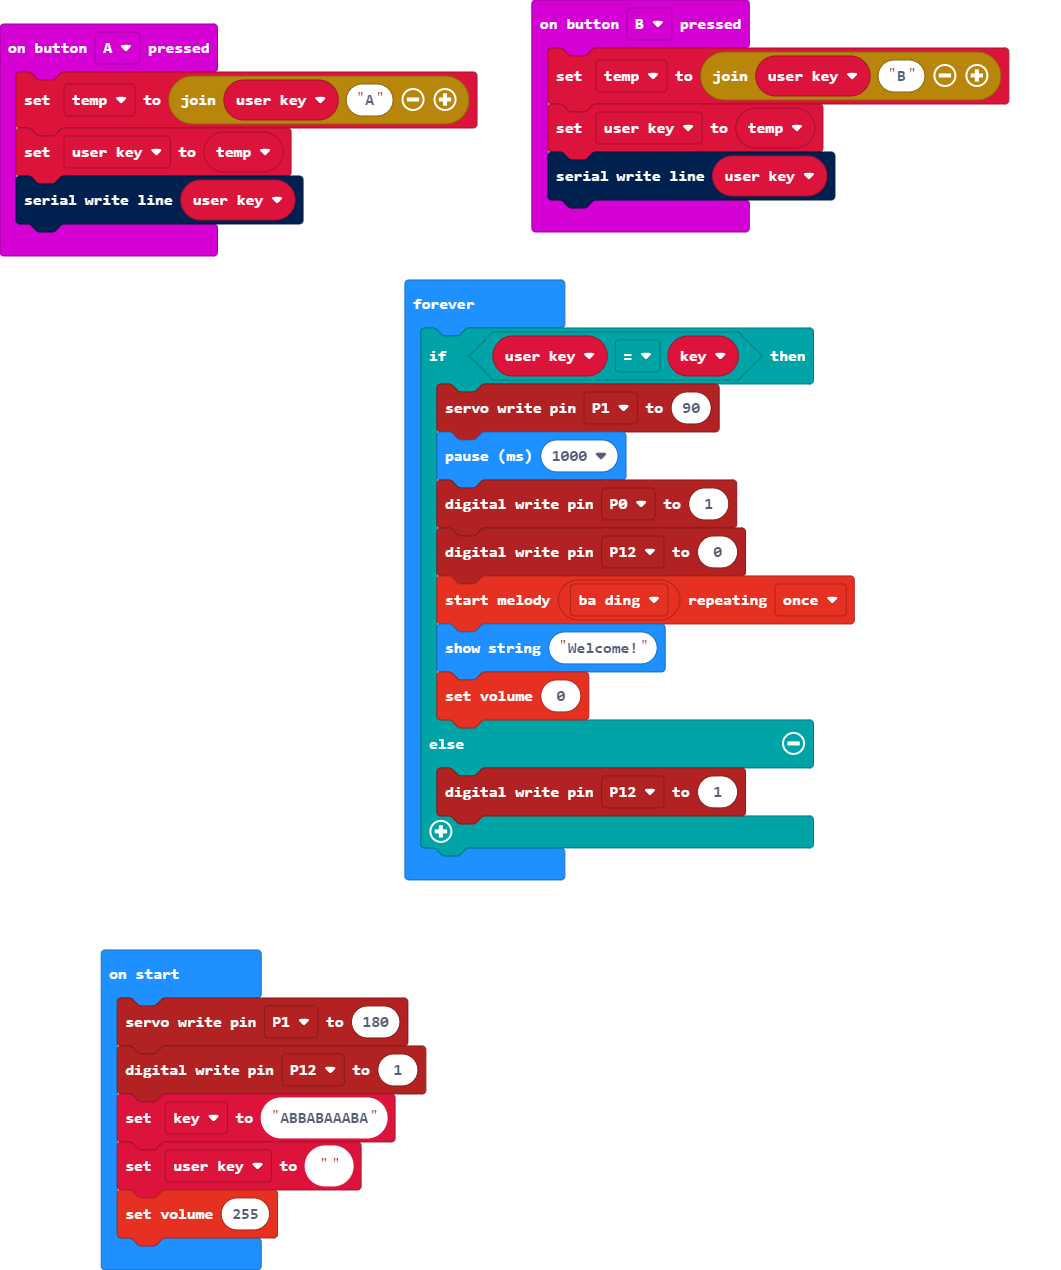 on button A pressed
set temp to join user key "A"
set user key to temp
serial write line user key
on button B pressed
set temp to join user key "B"
set user key to temp
serial write line user key
forever
if user key = key then
servo write pin P1 to 90
pause (ms) 1000
digital write pin P0 to 1
digital write pin P12 to 0
start melody ba ding repeating once
show string "Welcome!"
set volume 0
else
digital write pin P12 to 1
on start
servo write pin P1 to 180
digital write pin P12 to 1
set key to "ABBABAAABA"
set user key to ""
set volume 255